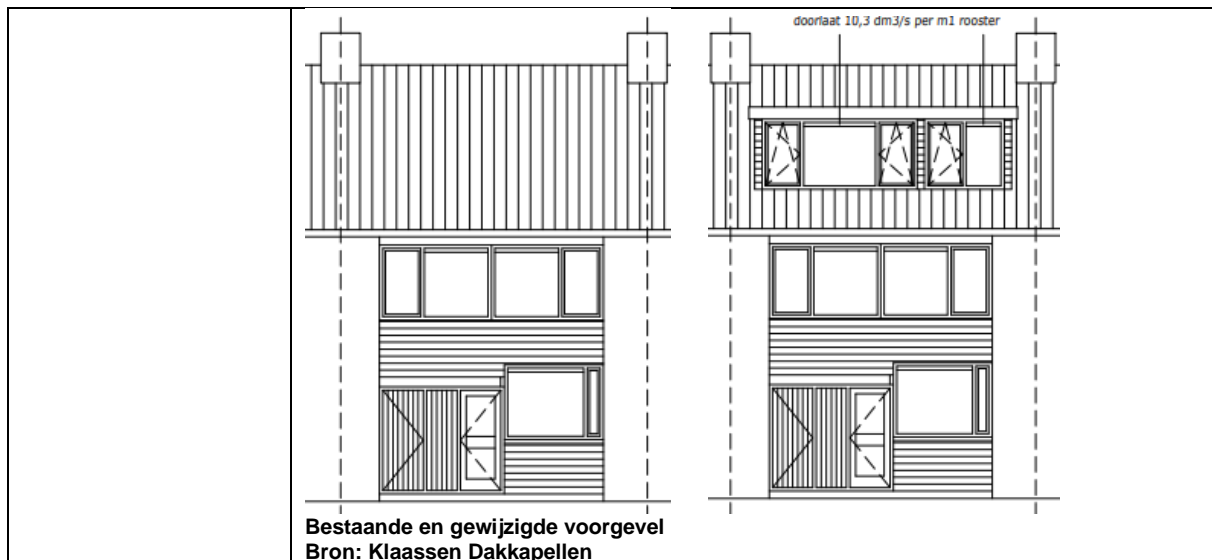 doorlaat 10,3 dm3/s per m1 rooster
Bestaande en gewijzigde voorgevel
Bron: Klaassen Dakkapellen